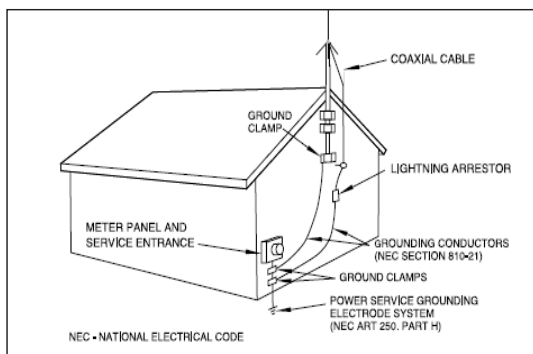 COAXIAL CABLE
GROUND
CLAMP
LIGHTNING ARRESTOR
METER PANEL AND
SERVICE ENTRANCE
GROUNDING CONDUCTORS
(NEC SECTION 810-21)
GROUND CLAMPS
POWER SERVICE GROUNDING
ELECTRODE SYSTEM
(NEC ART 250. PART H)
NEC - NATIONAL ELECTRICAL CODE